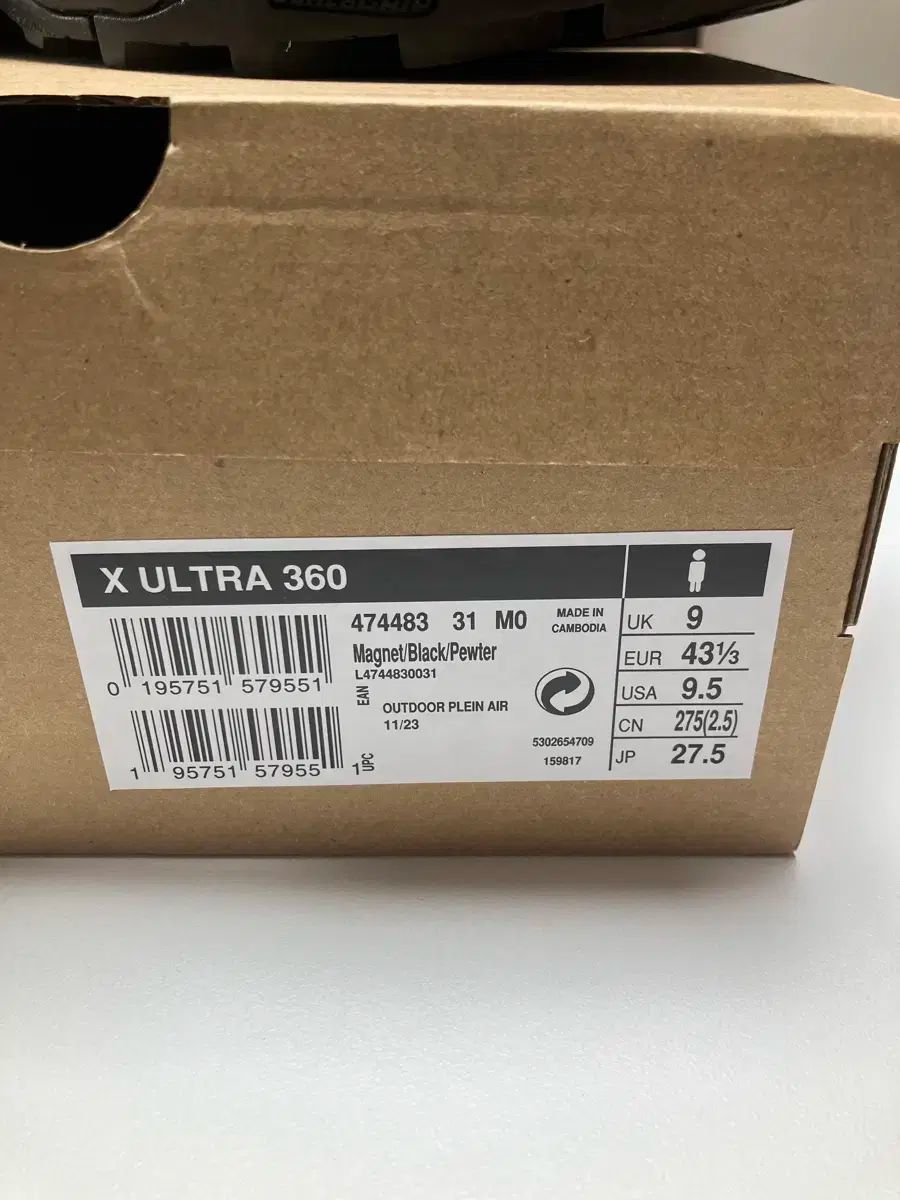 X ULTRA 360
0 195751 579551
1 95751 57955 1
EAN
UPC
474483 31 M0
Magnet/Black/Pewter
L4744830031
OUTDOOR PLEIN AIR
11/23
MADE IN
CAMBODIA
5302654709
159817
UK 9
EUR 43⅓
USA 9.5
CN 275(2.5)
JP 27.5